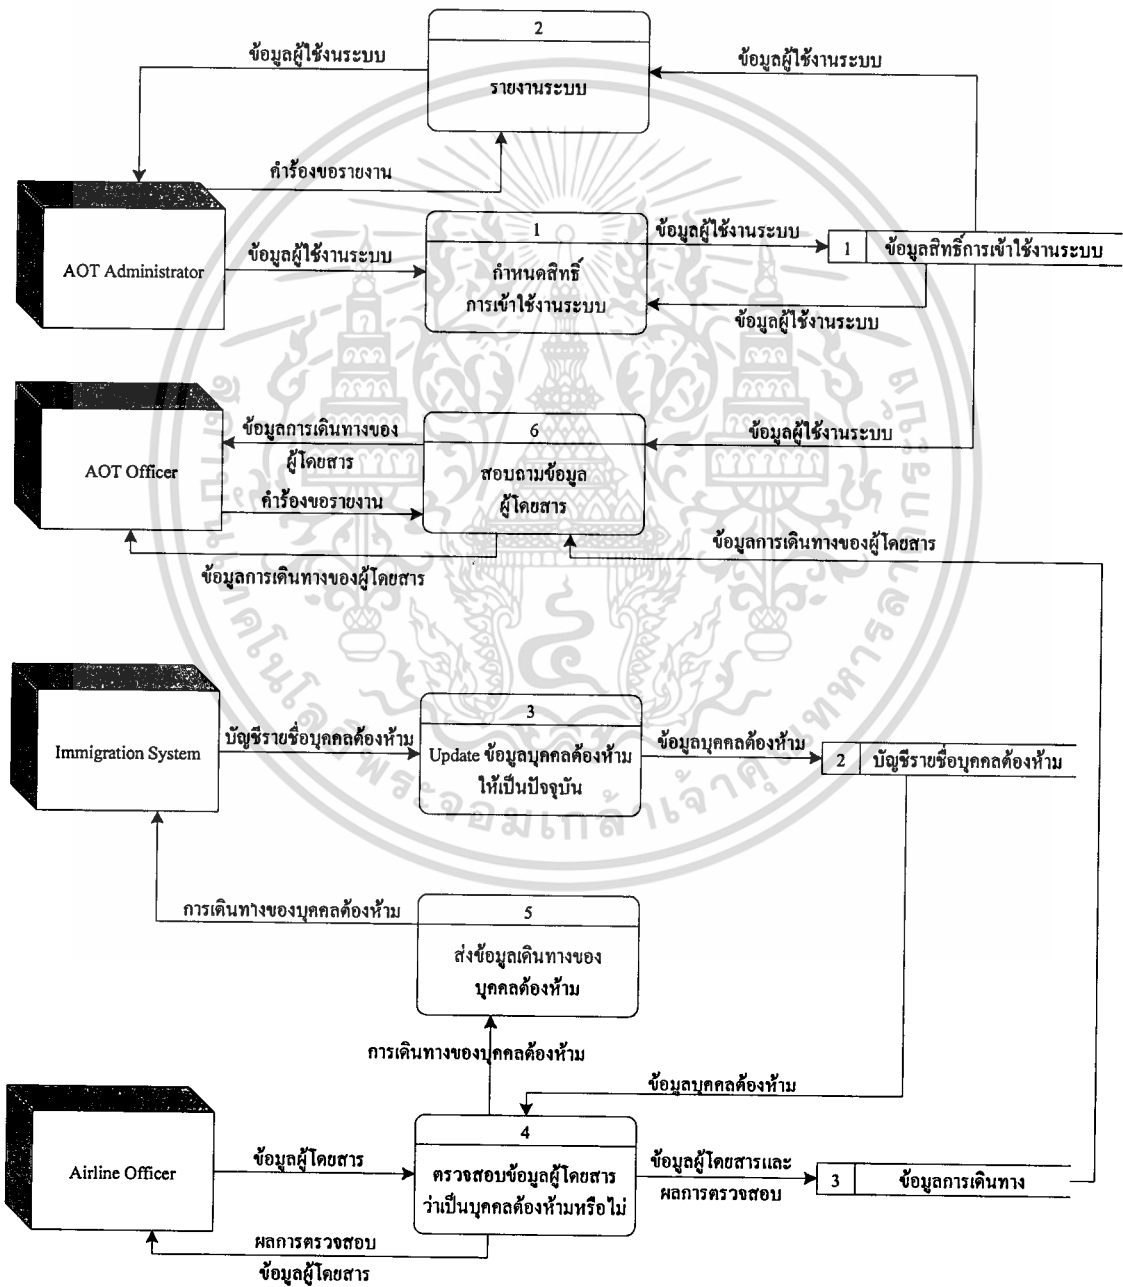 2
ข้อมูลผู้ใช้งนระบบ
ข้อมูลผู้ใช้งานระบบ
รายงานระบบ
คำร้องขอรายงาน
AOT Administrator
ข้อมูลผู้ใช้งานระบบ
1
กำหนดสิทธิ์
การเข้าใช้งานระบบ
ข้อมูลผู้ใช้งานระบบ
1 ข้อมูลสิทธิ์การเข้าใช้งานระบบ
ข้อมูลผู้ใช้งานระบบ
AOT Officer
ข้อมูลการเดินทางของ
ผู้โดยสาร
คำร้องขอรายงาน
6
สอบถามข้อมูล
ผู้โดยสาร
ข้อมูลผู้ใช้งานระบบ
ข้อมูลการเดินทางของผู้โดยสาร
ข้อมูลการเดินทางของผู้โดยสาร
Immigration System
บัญชีรายชื่อบุคคลต้องห้าม
3
Update ข้อมูลบุคคลต้องห้าม
ให้เป็นปัจจุบัน
ข้อมูลบุคคลต้องห้าม
2 บัญชีรายชื่อบุคคลต้องห้าม
พระจอมเกล้าเจ้าคุณทหารลาดกระบัง
การเดินทางของบุคคลต้องห้าม
5
ส่งข้อมูลเดินทางของ
บุคคลต้องห้าม
การเดินทางของบุคคลต้องห้าม
ข้อมูลบุคคลต้องห้าม
Airline Officer
ข้อมูลผู้โดยสาร
4
ตรวจสอบข้อมูลผู้โดยสาร
ว่าเป็นบุคคลต้องห้ามหรือไม่
ข้อมูลผู้โดยสารและ
ผลการตรวจสอบ
3 ข้อมูลการเดินทาง
ผลการตรวจสอบ
ข้อมูลผู้โดยสาร